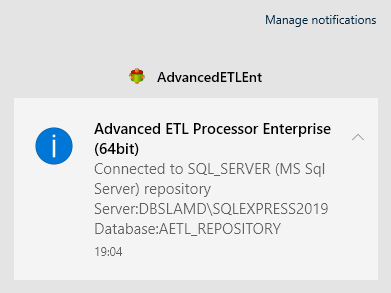 Manage notifications
AdvancedETLEnt
Advanced ETL Processor Enterprise
(64bit)
Connected to SQL_SERVER (MS Sql
Server) repository
Server:DBSLAMD\SQLEXPRESS2019
Database:AETL_REPOSITORY
19:04